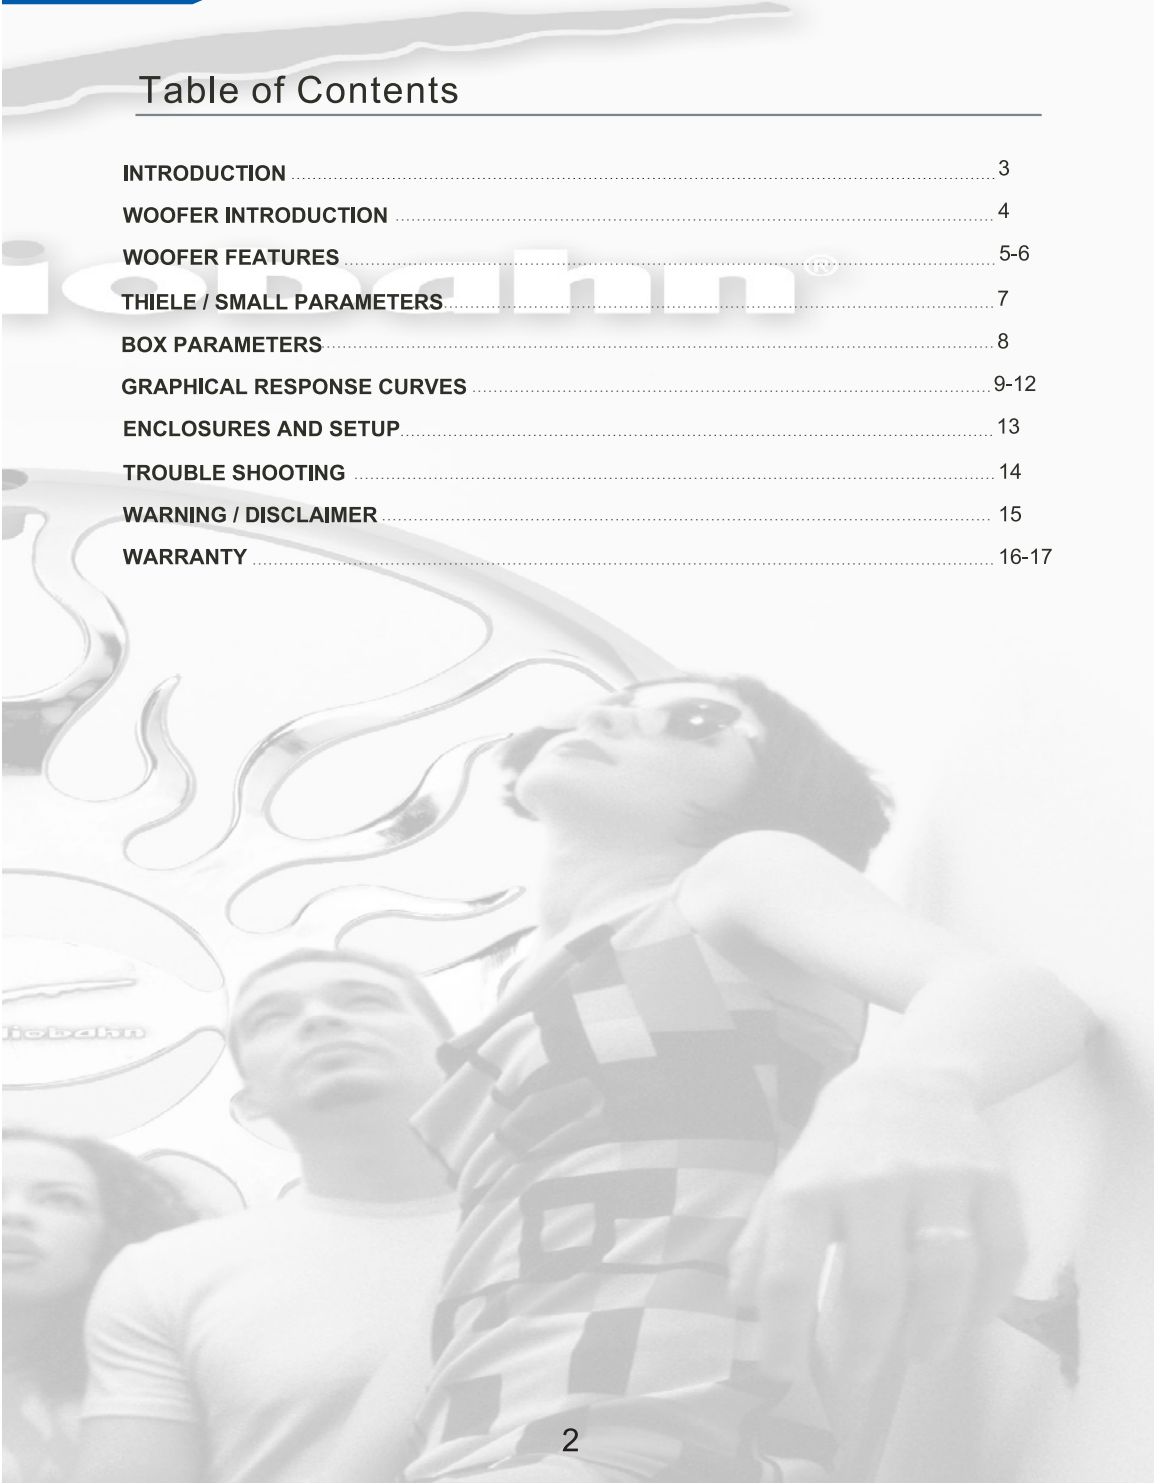 Table of Contents
INTRODUCTION 3
WOOFER INTRODUCTION 4
WOOFER FEATURES 5-6
iobahn®
THIELE / SMALL PARAMETERS 7
BOX PARAMETERS 8
GRAPHICAL RESPONSE CURVES 9-12
ENCLOSURES AND SETUP 13
TROUBLE SHOOTING 14
WARNING / DISCLAIMER 15
WARRANTY 16-17
diobahn
2